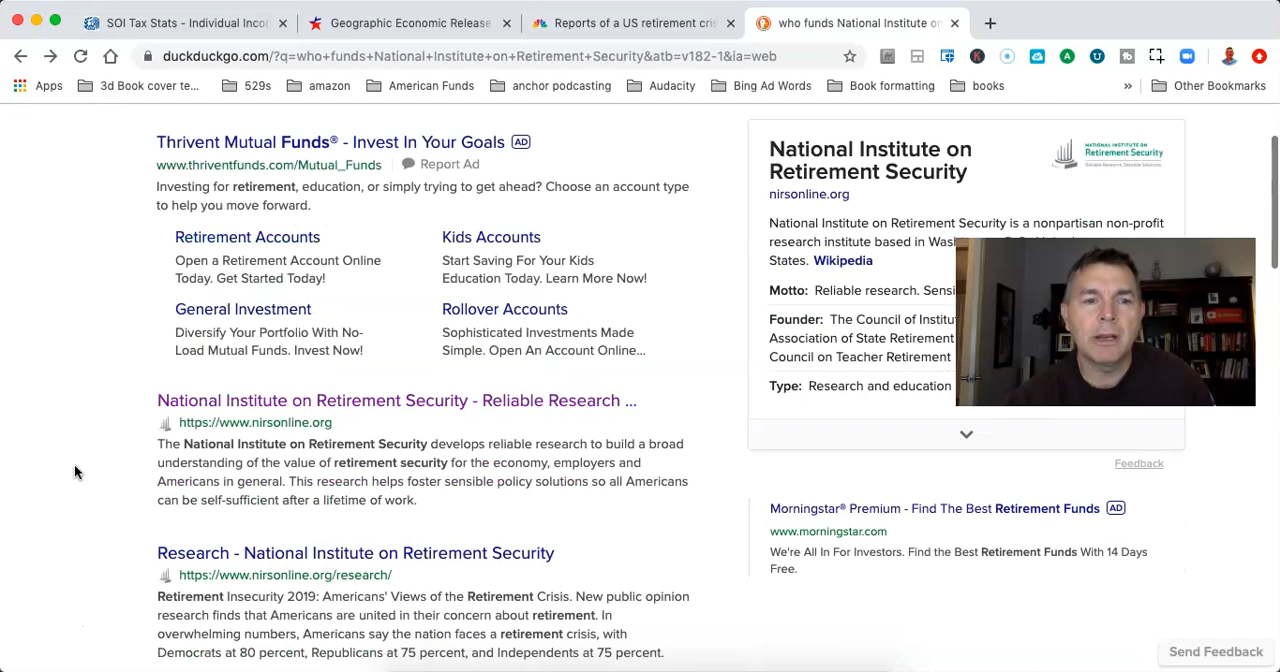 SOI Tax Stats - Individual Incor
Geographic Economic Release
Reports of a US retirement cris
who funds National Institute on
duckduckgo.com/?q=who+funds+National+Institute+on+Retirement+Security&atb=v182-1&ia=web
Apps
3d Book cover te...
529s
amazon
American Funds
anchor podcasting
Audacity
Bing Ad Words
Book formatting
books
»
Other Bookmarks
Thrivent Mutual Funds® - Invest In Your Goals AD
www.thriventfunds.com/Mutual_Funds Report Ad
Investing for retirement, education, or simply trying to get ahead? Choose an account type
to help you move forward.
Retirement Accounts
Open a Retirement Account Online
Today. Get Started Today!
Kids Accounts
Start Saving For Your Kids
Education Today. Learn More Now!
General Investment
Diversify Your Portfolio With No-
Load Mutual Funds. Invest Now!
Rollover Accounts
Sophisticated Investments Made
Simple. Open An Account Online...
National Institute on Retirement Security - Reliable Research ...
https://www.nirsonline.org
The National Institute on Retirement Security develops reliable research to build a broad
understanding of the value of retirement security for the economy, employers and
Americans in general. This research helps foster sensible policy solutions so all Americans
can be self-sufficient after a lifetime of work.
Research - National Institute on Retirement Security
https://www.nirsonline.org/research/
Retirement Insecurity 2019: Americans' Views of the Retirement Crisis. New public opinion
research finds that Americans are united in their concern about retirement. In
overwhelming numbers, Americans say the nation faces a retirement crisis, with
Democrats at 80 percent, Republicans at 75 percent, and Independents at 75 percent.
National Institute on
Retirement Security
nirsonline.org
NATIONAL INSTITUTE ON
Retirement Security
National Institute on Retirement Security is a nonpartisan non-profit
research institute based in Wash
States. Wikipedia
Motto: Reliable research. Sensi
Founder: The Council of Institu
Association of State Retirement
Council on Teacher Retirement
Type: Research and education
Feedback
Morningstar® Premium - Find The Best Retirement Funds AD
www.morningstar.com
We're All In For Investors. Find the Best Retirement Funds With 14 Days
Free.
Send Feedback